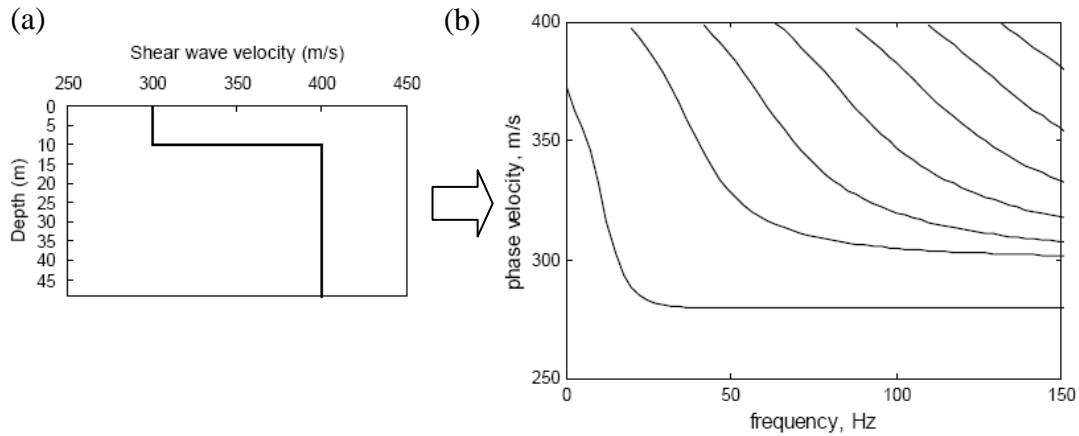 (a)
Shear wave velocity (m/s)
250 300 350 400 450
0
5
10
15
20
25
30
35
40
45
Depth (m)
(b)
400
350
300
250
phase velocity, m/s
0 50 100 150
frequency, Hz